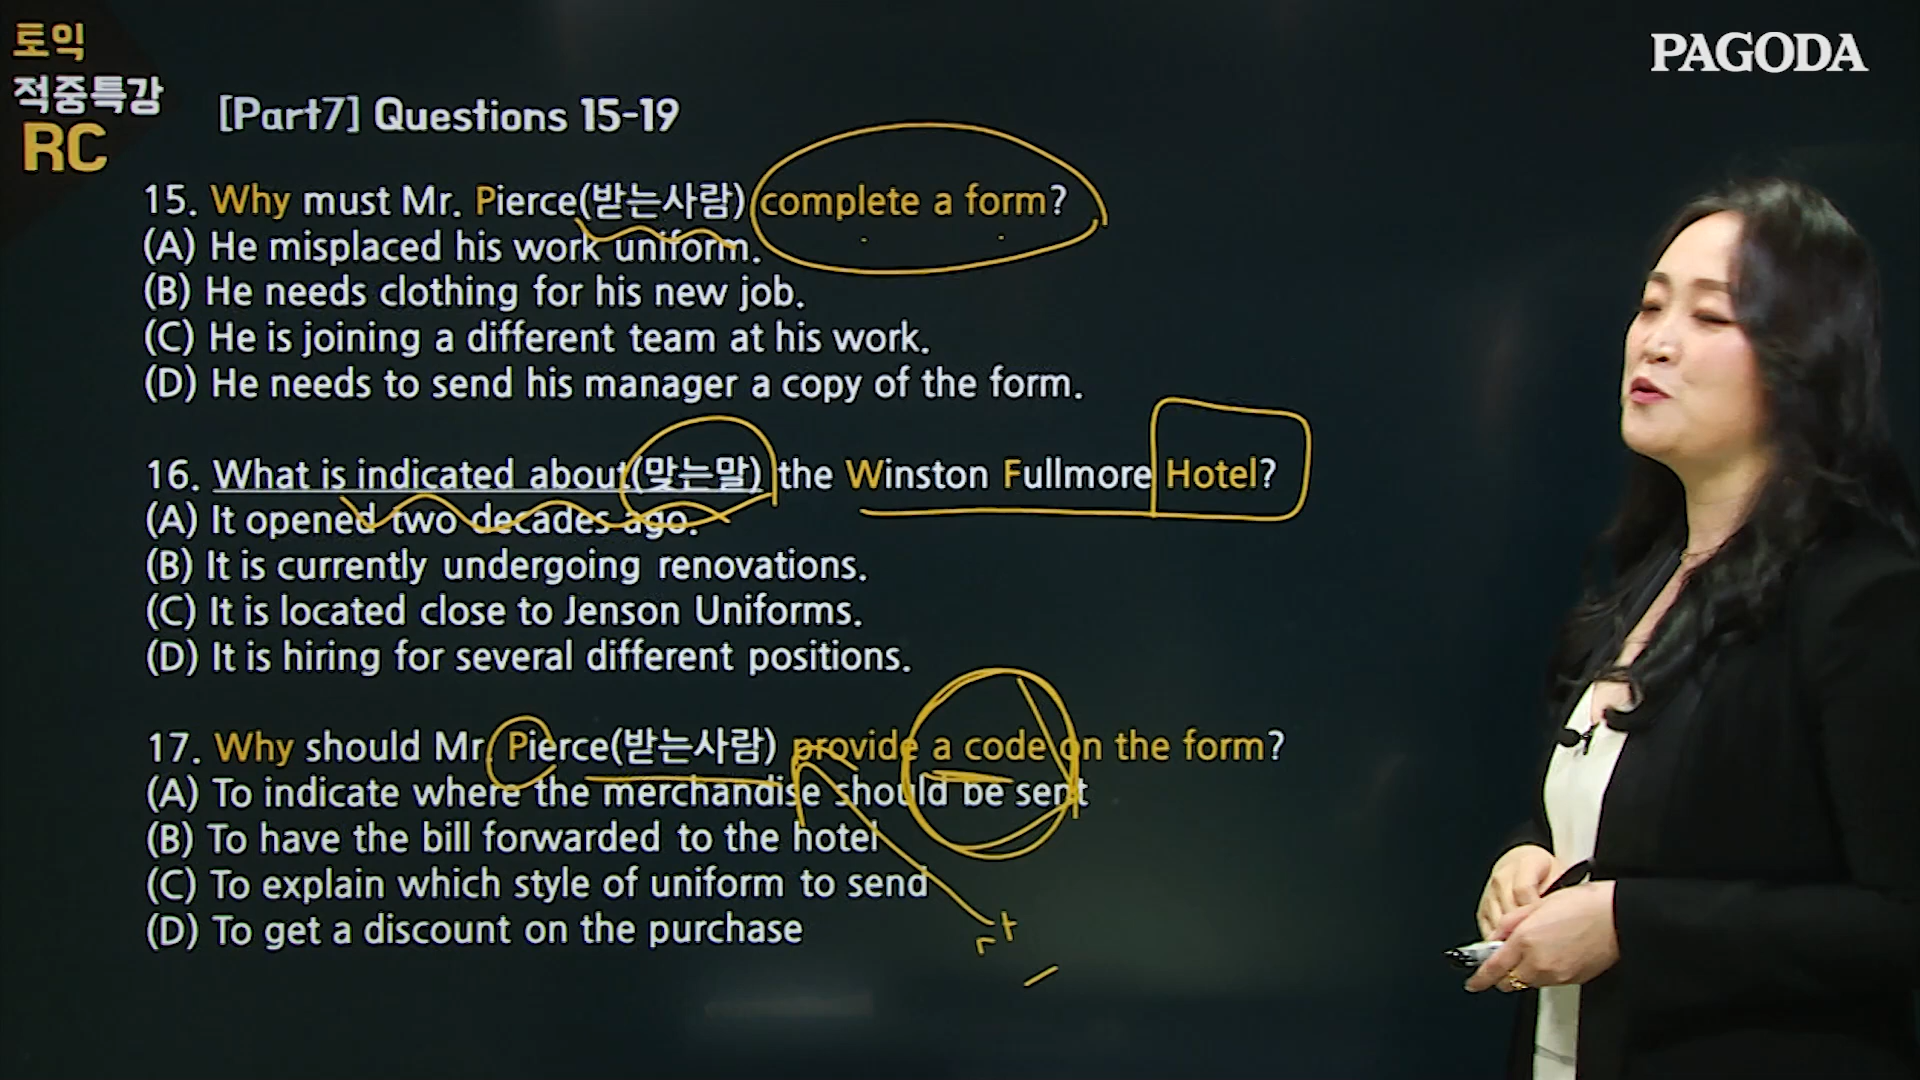 토익
적중특강
RC
PAGODA
[Part7] Questions 15-19
15. Why must Mr. Pierce(받는사람) complete a form?
(A) He misplaced his work uniform.
(B) He needs clothing for his new job.
(C) He is joining a different team at his work.
(D) He needs to send his manager a copy of the form.
16. What is indicated about(맞는말) the Winston Fullmore Hotel?
(A) It opened two decades ago.
(B) It is currently undergoing renovations.
(C) It is located close to Jenson Uniforms.
(D) It is hiring for several different positions.
17. Why should Mr. Pierce(받는사람) provide a code on the form?
(A) To indicate where the merchandise should be sent
(B) To have the bill forwarded to the hotel
(C) To explain which style of uniform to send
(D) To get a discount on the purchase